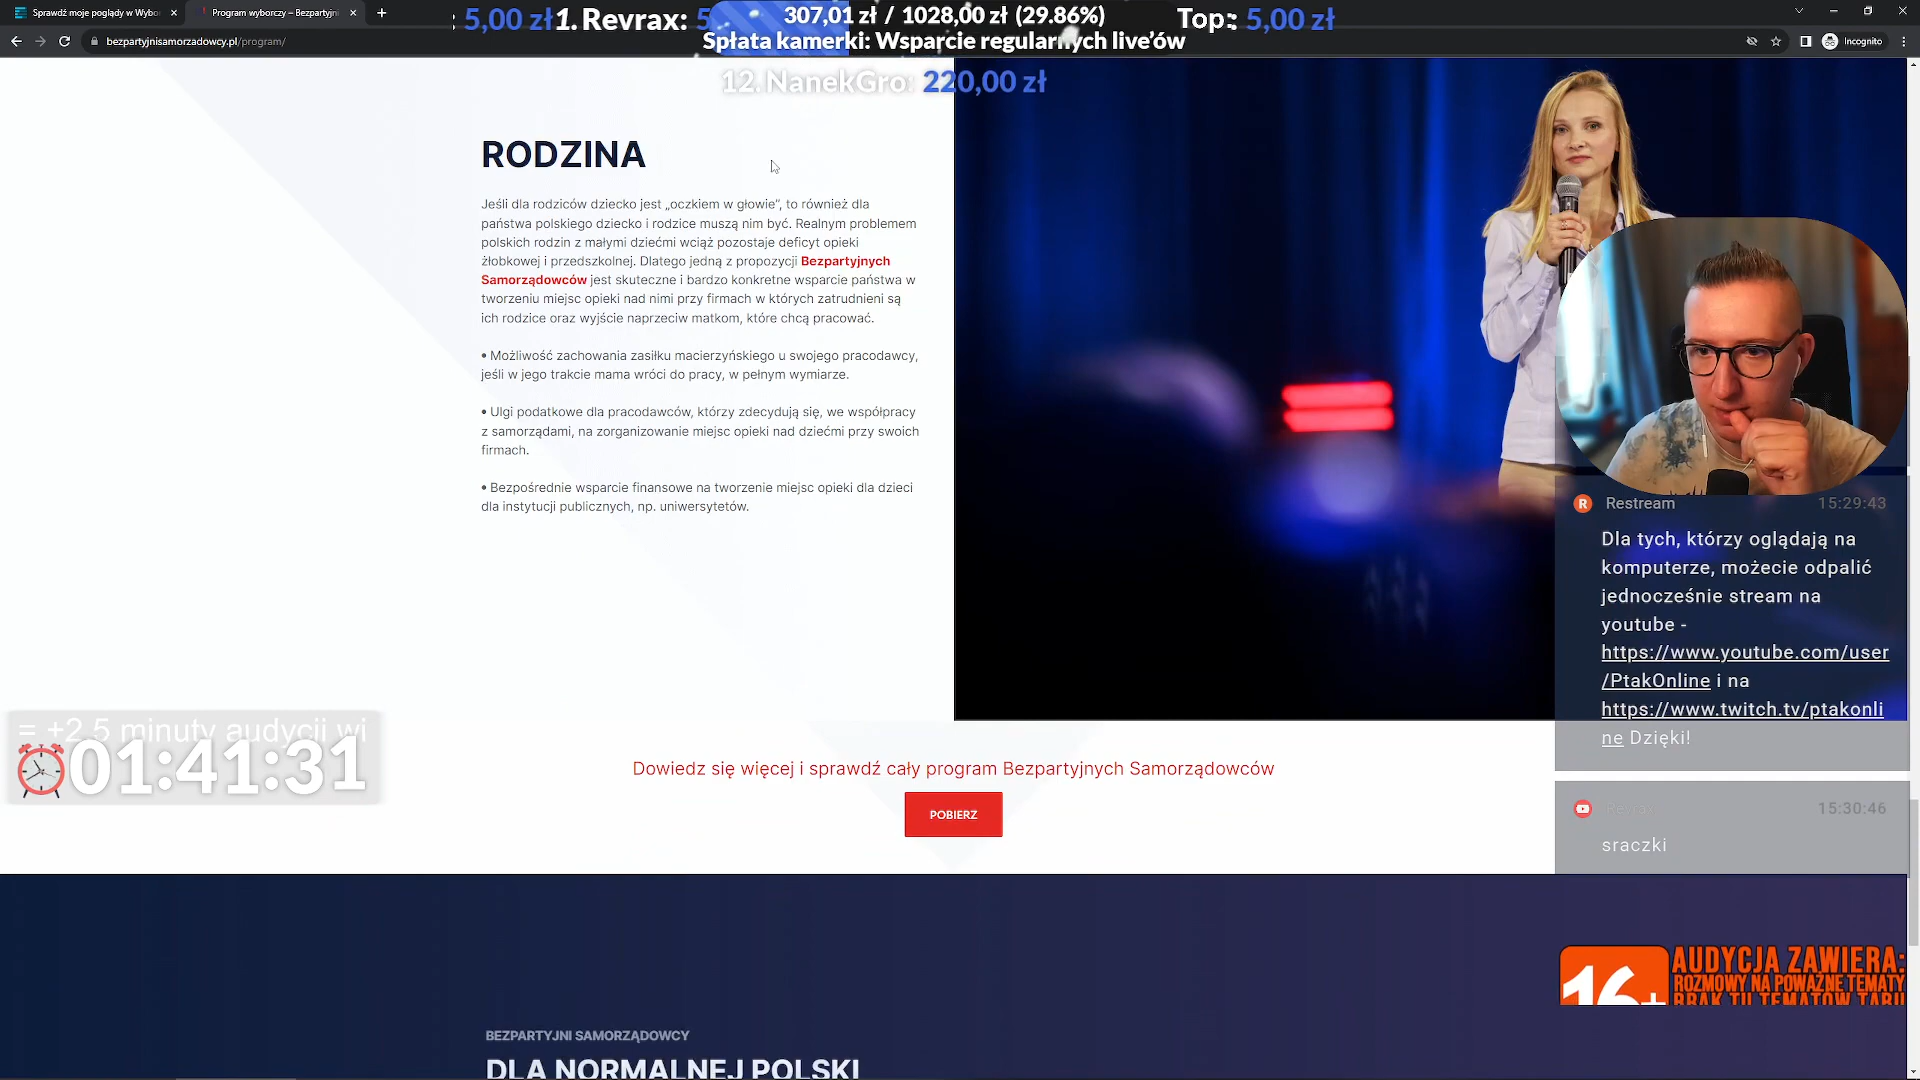 Sprawdź moje poglądy w Wybo
Program wyborczy – Bezpartyjni
5,00 zł
1. Revrax:
307,01 zł / 1028,00 zł (29.86%)
Top:
5,00 zł
bezpartyjnisamorzadowcy.pl/program/
Spłata kamerki: Wsparcie regularnych live’ów
Incognito
12. NanekGro: 220,00 zł
RODZINA
Jeśli dla rodziców dziecko jest „oczkiem w głowie”, to również dla
państwa polskiego dziecko i rodzice muszą nim być. Realnym problemem
polskich rodzin z małymi dziećmi wciąż pozostaje deficyt opieki
żłobkowej i przedszkolnej. Dlatego jedną z propozycji Bezpartyjnych
Samorządowców jest skuteczne i bardzo konkretne wsparcie państwa w
tworzeniu miejsc opieki nad nimi przy firmach w których zatrudnieni są
ich rodzice oraz wyjście naprzeciw matkom, które chcą pracować.
• Możliwość zachowania zasiłku macierzyńskiego u swojego pracodawcy,
jeśli w jego trakcie mama wróci do pracy, w pełnym wymiarze.
• Ulgi podatkowe dla pracodawców, którzy zdecydują się, we współpracy
z samorządami, na zorganizowanie miejsc opieki nad dziećmi przy swoich
firmach.
• Bezpośrednie wsparcie finansowe na tworzenie miejsc opieki dla dzieci
dla instytucji publicznych, np. uniwersytetów.
Restream 15:29:43
Dla tych, którzy oglądają na
komputerze, możecie odpalić
jednocześnie stream na
youtube -
https://www.youtube.com/user
/PtakOnline i na
https://www.twitch.tv/ptakonli
ne Dzięki!
= +2,5 minuty audycji wi
01:41:31
Dowiedz się więcej i sprawdź cały program Bezpartyjnych Samorządowców
POBIERZ
15:30:46
sraczki
16+
AUDYCJA ZAWIERA:
ROZMOWY NA POWAŻNE TEMATY
BRAK TU TEMATÓW TABU
BEZPARTYJNI SAMORZĄDOWCY
DLA NORMALNEJ POLSKI